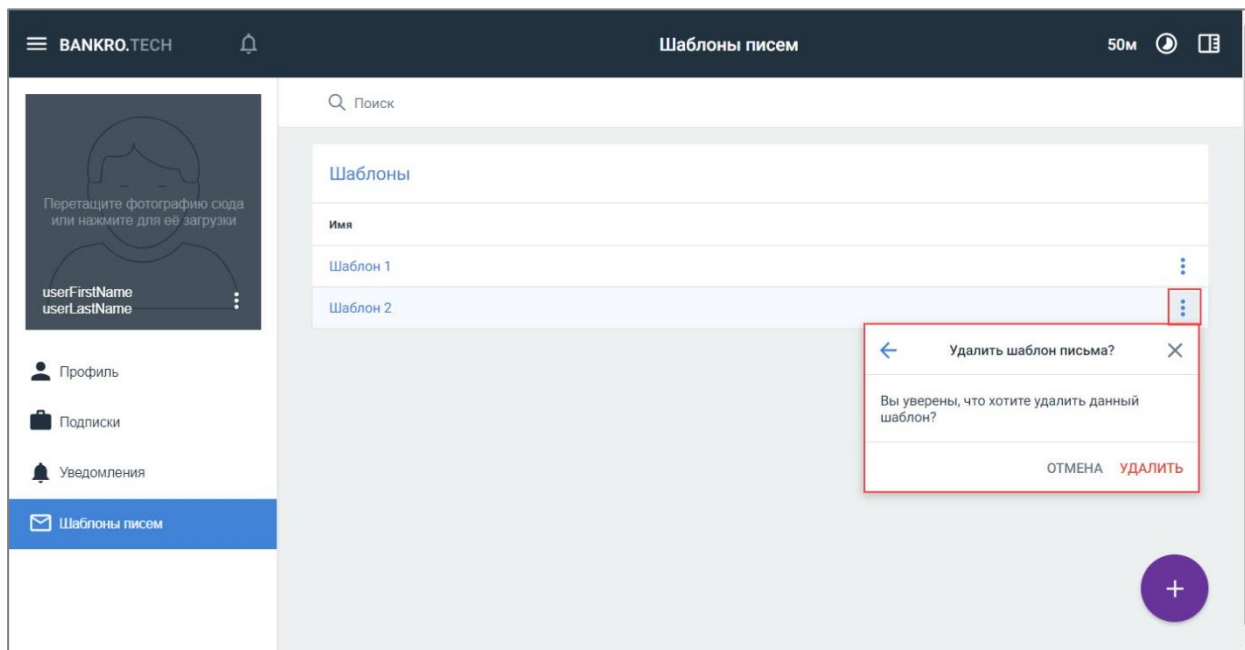 BANKRO.TECH
Шаблоны писем
50м
Поиск
Перетащите фотографию сюда
или нажмите для её загрузки
userFirstName
userLastName
Профиль
Подписки
Уведомления
Шаблоны писем
Шаблоны
Имя
Шаблон 1
Шаблон 2
Удалить шаблон письма?
Вы уверены, что хотите удалить данный
шаблон?
ОТМЕНА УДАЛИТЬ